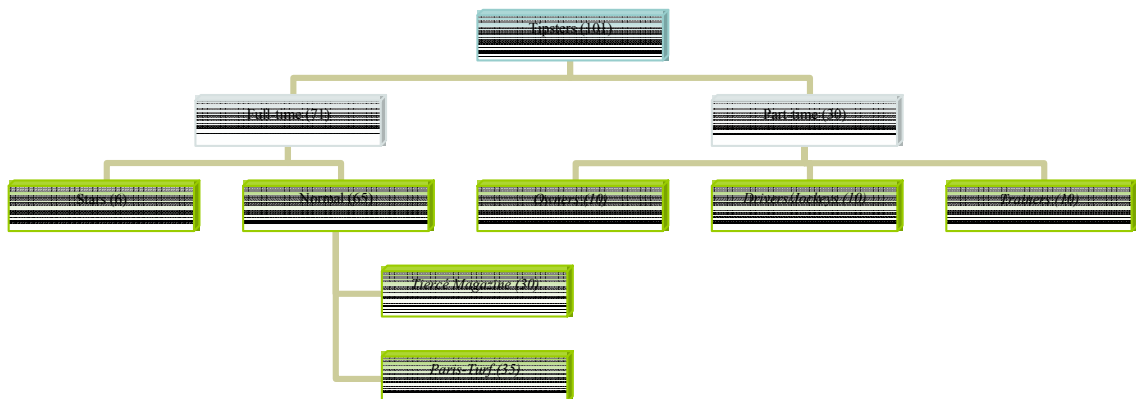 Tipsters (101)
Full-time (71)
Part-time (30)
Stars (6)
Normal (65)
Owners (10)
Drivers/Jockeys (10)
Trainers (10)
Tiercé Magazine (30)
Paris-Turf (35)